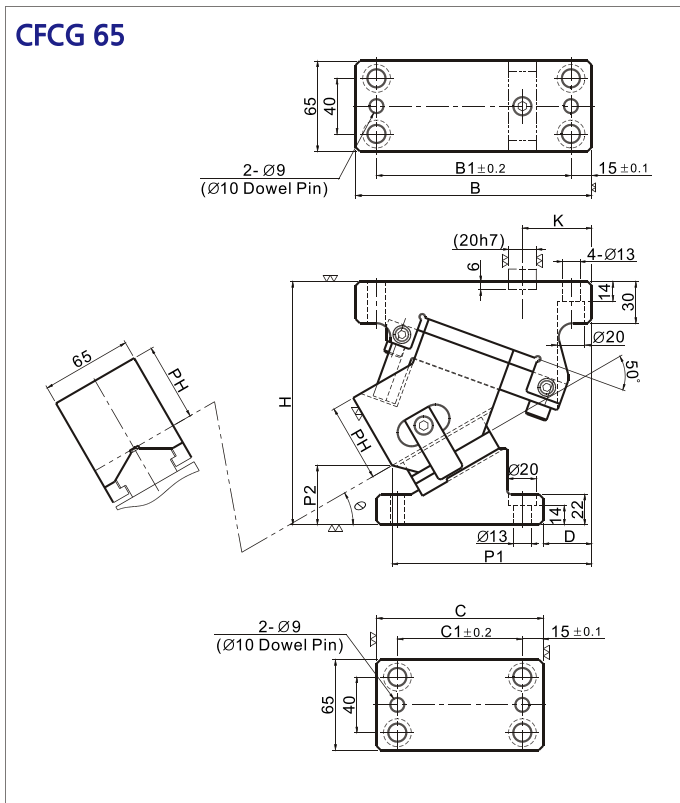 CFCG 65
65
40
2- Ø9
(Ø10 Dowel Pin)
B1±0.2
15±0.1
B
K
(20h7)
4-Ø13
6
14
30
Ø20
50°
65
PH
H
PH
P2
θ
Ø20
22
14
Ø13
D
P1
C
2- Ø9
(Ø10 Dowel Pin)
C1±0.2
15±0.1
65
40